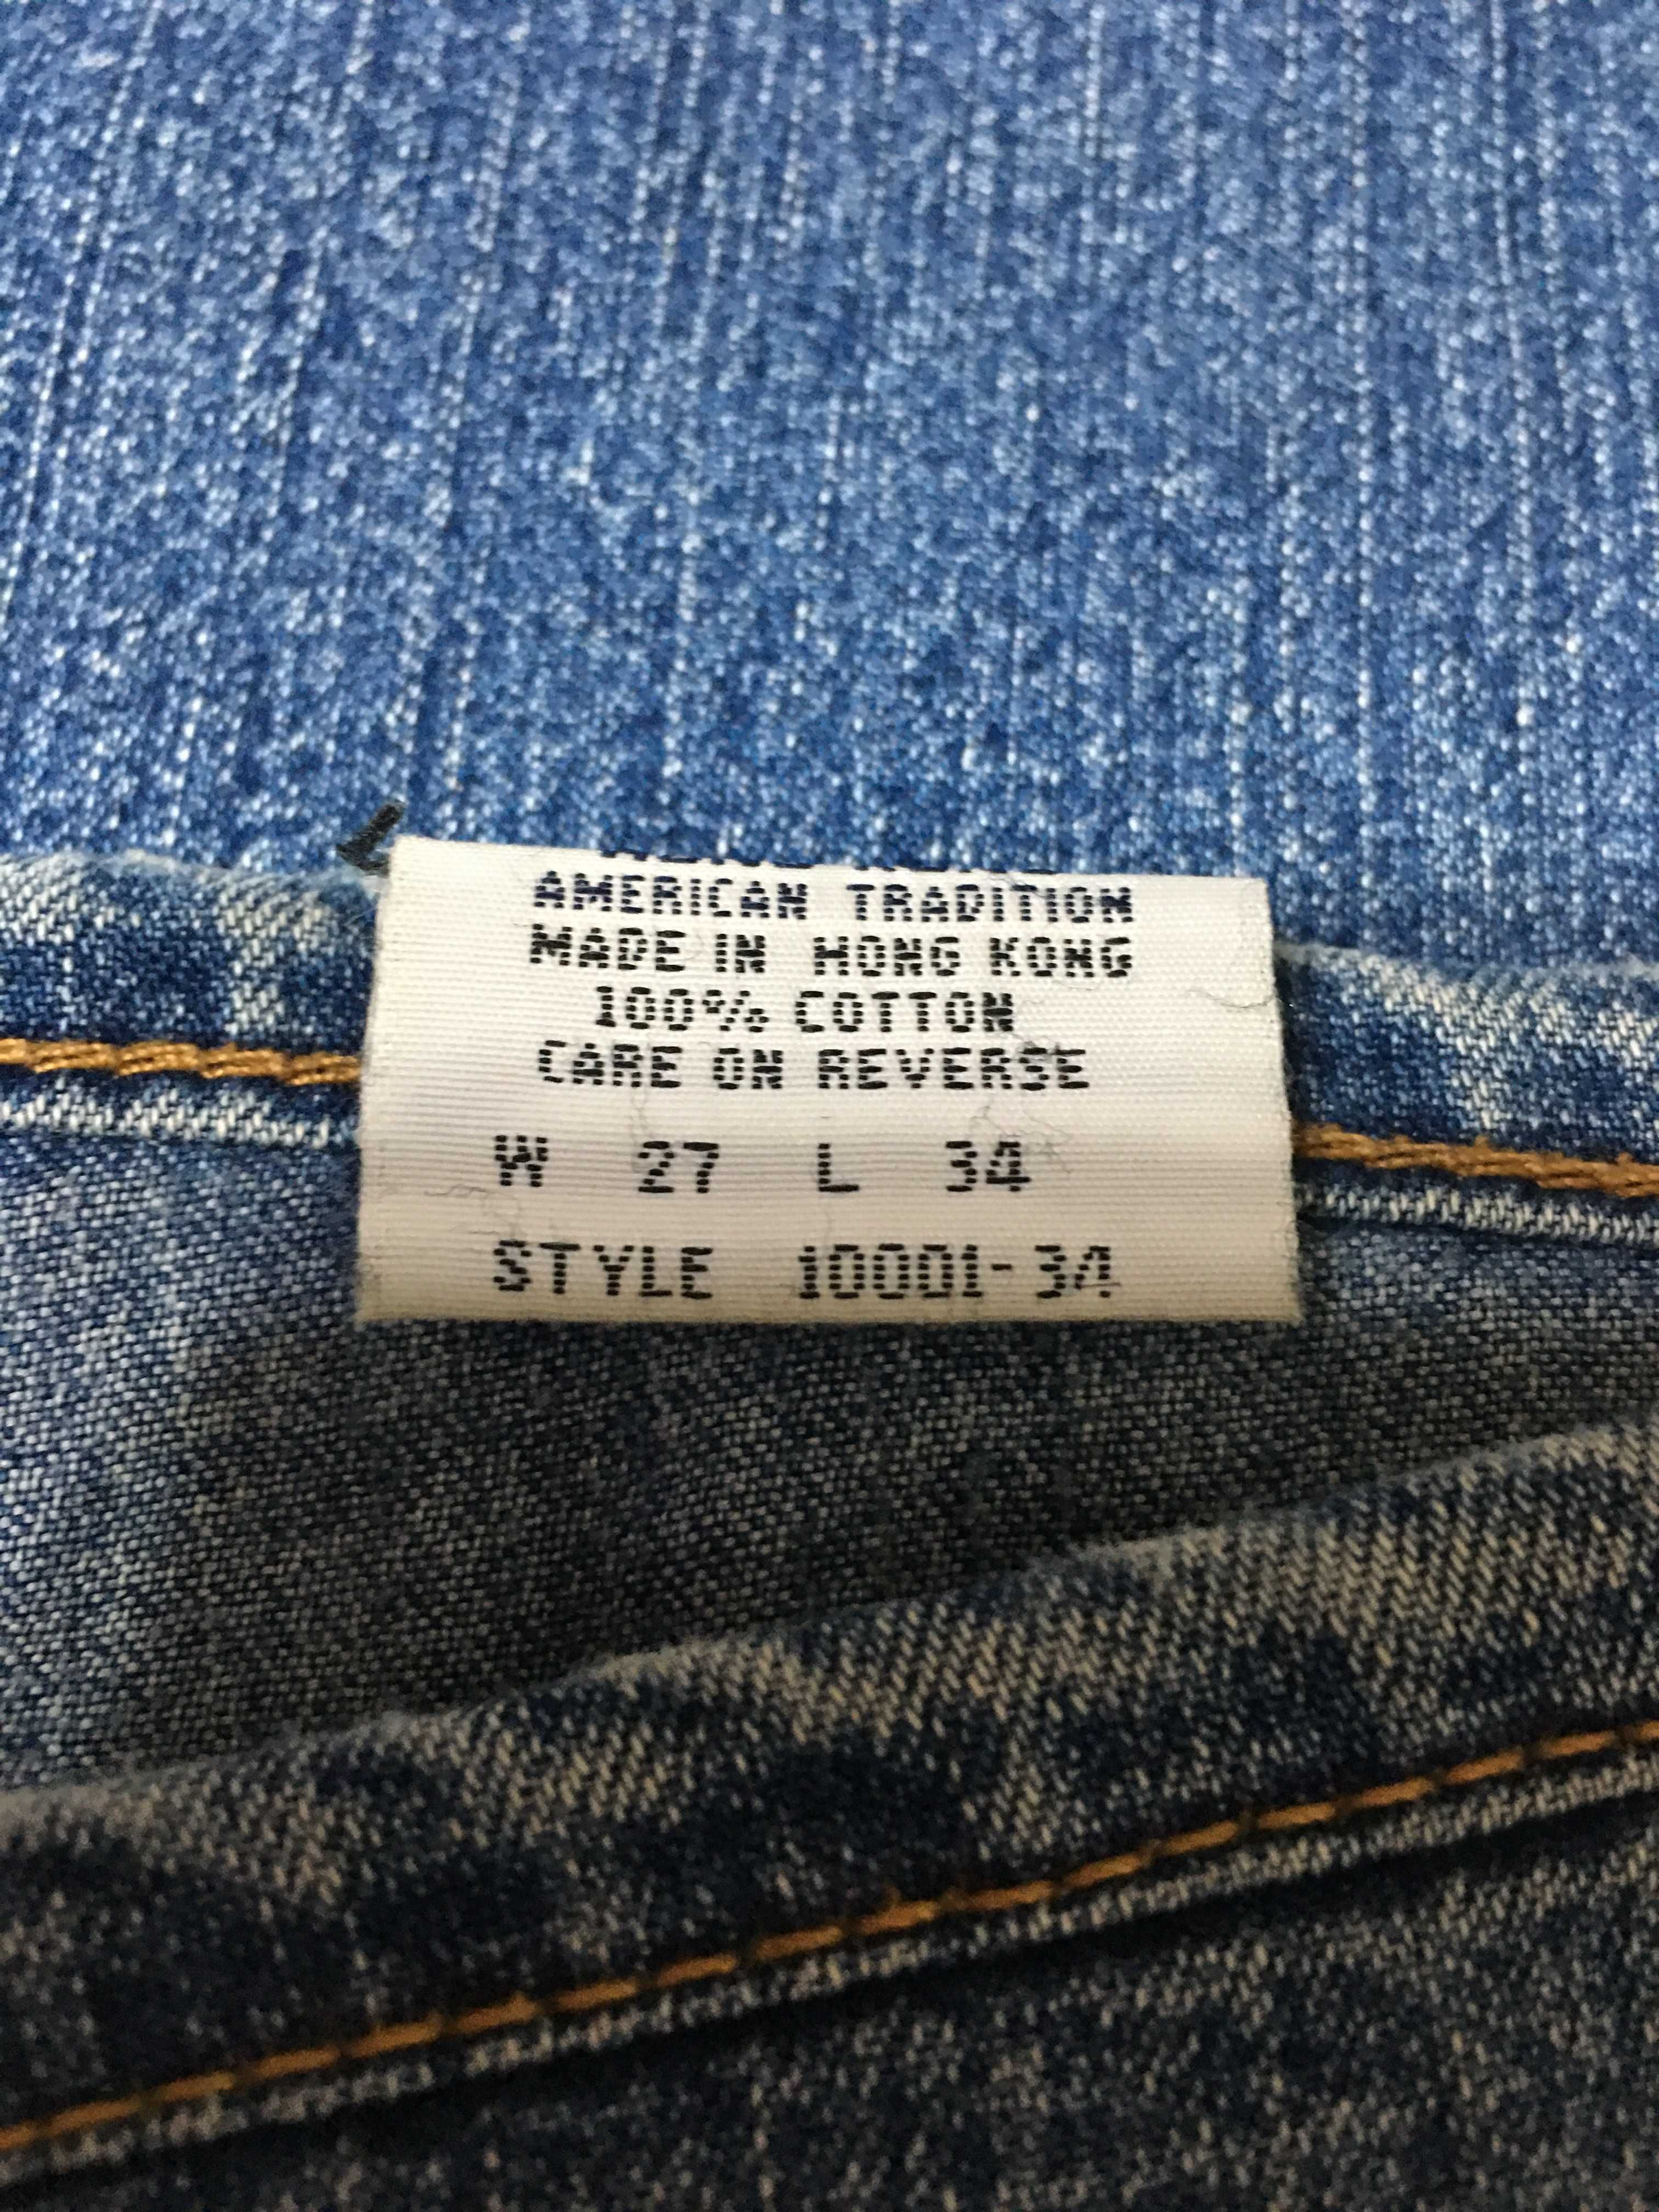 AMERICAN TRADITION
MADE IN HONG KONG
100% COTTON
CARE ON REVERSE
W 27 L 34
STYLE 10001-34